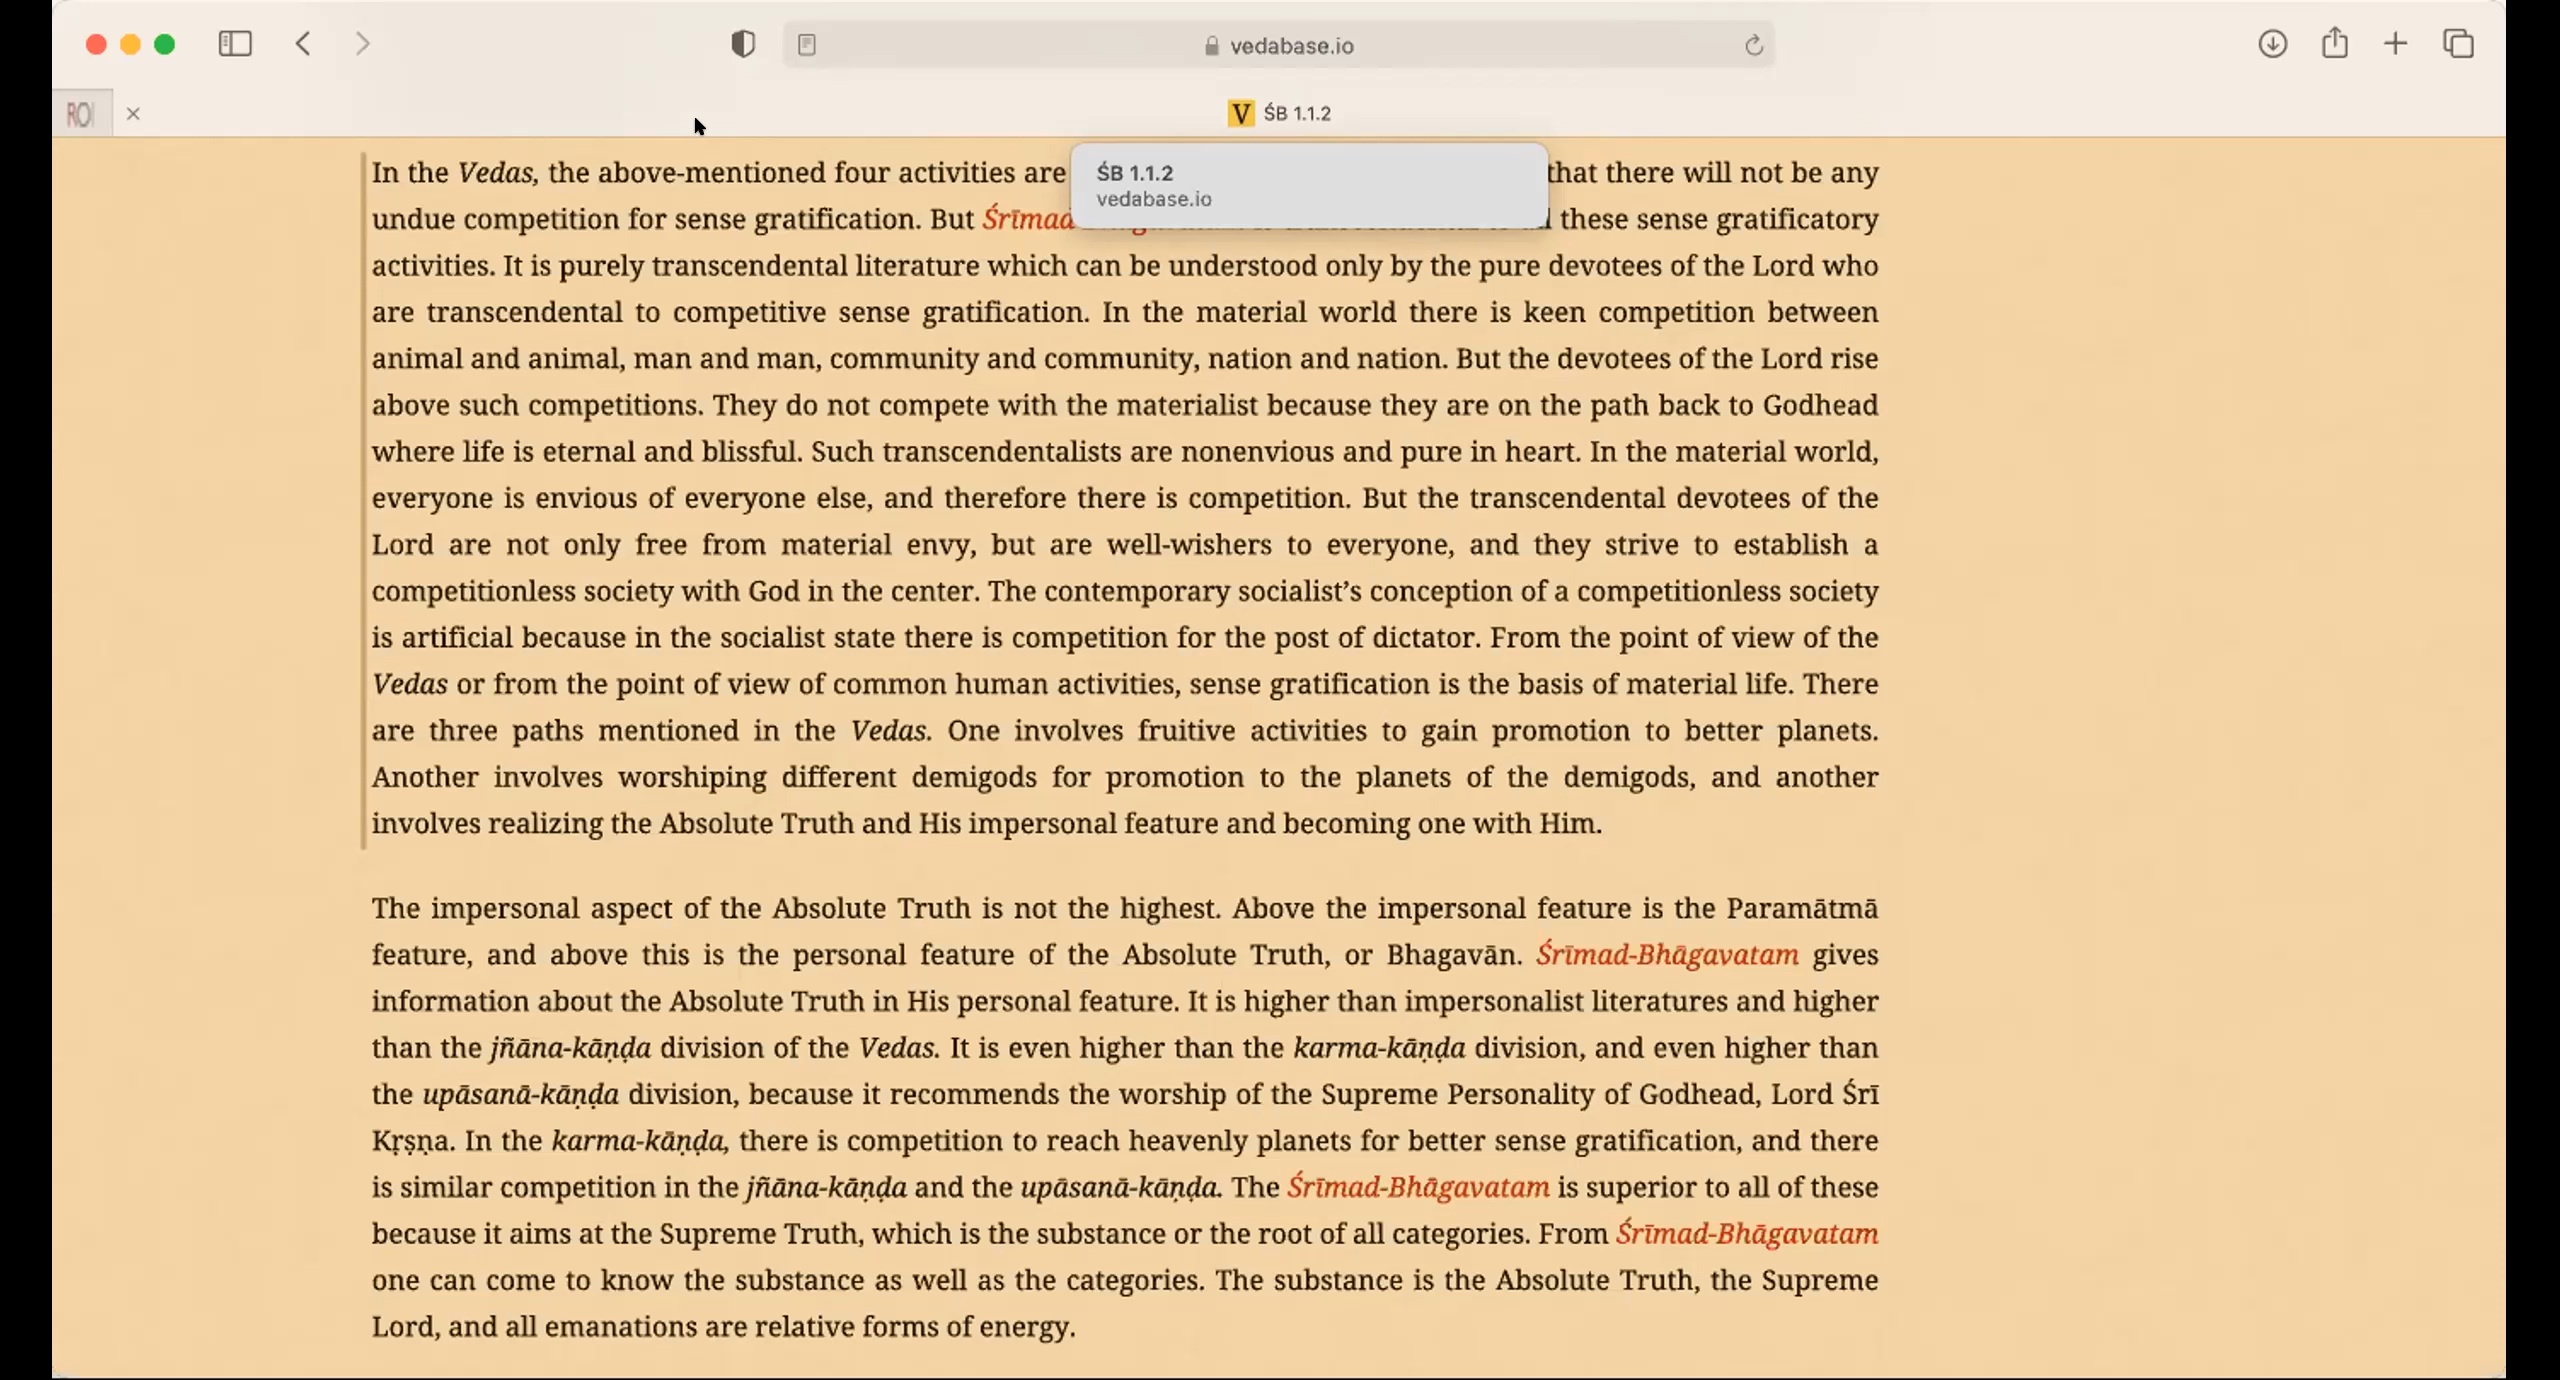 vedabase.io
ROI
ŚB 1.1.2
ŚB 1.1.2
vedabase.io
In the Vedas, the above-mentioned four activities are that there will not be any
undue competition for sense gratification. But Śrīmad these sense gratificatory
activities. It is purely transcendental literature which can be understood only by the pure devotees of the Lord who
are transcendental to competitive sense gratification. In the material world there is keen competition between
animal and animal, man and man, community and community, nation and nation. But the devotees of the Lord rise
above such competitions. They do not compete with the materialist because they are on the path back to Godhead
where life is eternal and blissful. Such transcendentalists are nonenvious and pure in heart. In the material world,
everyone is envious of everyone else, and therefore there is competition. But the transcendental devotees of the
Lord are not only free from material envy, but are well-wishers to everyone, and they strive to establish a
competitionless society with God in the center. The contemporary socialist’s conception of a competitionless society
is artificial because in the socialist state there is competition for the post of dictator. From the point of view of the
Vedas or from the point of view of common human activities, sense gratification is the basis of material life. There
are three paths mentioned in the Vedas. One involves fruitive activities to gain promotion to better planets.
Another involves worshiping different demigods for promotion to the planets of the demigods, and another
involves realizing the Absolute Truth and His impersonal feature and becoming one with Him.
The impersonal aspect of the Absolute Truth is not the highest. Above the impersonal feature is the Paramātmā
feature, and above this is the personal feature of the Absolute Truth, or Bhagavān. Śrīmad-Bhāgavatam gives
information about the Absolute Truth in His personal feature. It is higher than impersonalist literatures and higher
than the jñāna-kāṇḍa division of the Vedas. It is even higher than the karma-kāṇḍa division, and even higher than
the upāsanā-kāṇḍa division, because it recommends the worship of the Supreme Personality of Godhead, Lord Śrī
Kṛṣṇa. In the karma-kāṇḍa, there is competition to reach heavenly planets for better sense gratification, and there
is similar competition in the jñāna-kāṇḍa and the upāsanā-kāṇḍa. The Śrīmad-Bhāgavatam is superior to all of these
because it aims at the Supreme Truth, which is the substance or the root of all categories. From Śrīmad-Bhāgavatam
one can come to know the substance as well as the categories. The substance is the Absolute Truth, the Supreme
Lord, and all emanations are relative forms of energy.